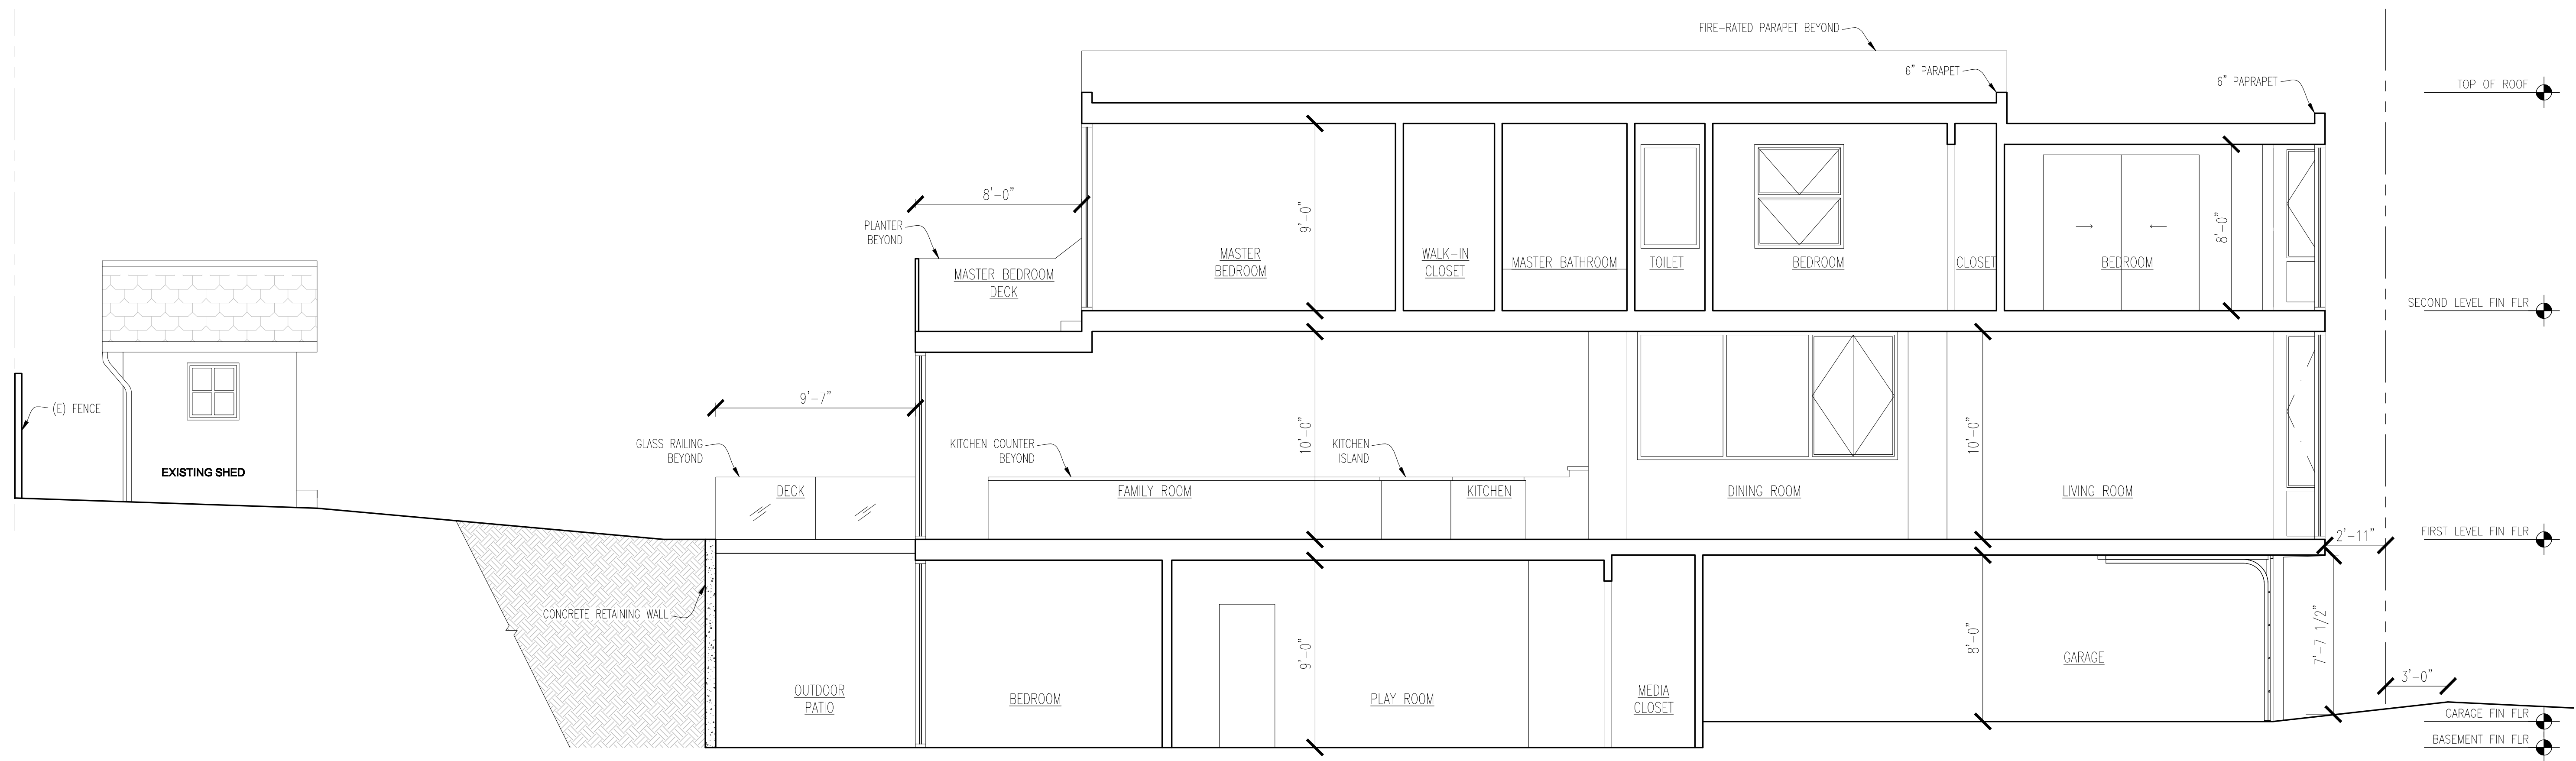 FIRE-RATED PARAPET BEYOND
6" PARAPET
6" PAPRAPET
TOP OF ROOF
8'-0"
PLANTER
BEYOND
MASTER BEDROOM
DECK
MASTER
BEDROOM
9'-0"
WALK-IN
CLOSET
MASTER BATHROOM
TOILET
BEDROOM
CLOSET
BEDROOM
8'-0"
SECOND LEVEL FIN FLR
(E) FENCE
EXISTING SHED
9'-7"
GLASS RAILING
BEYOND
DECK
KITCHEN COUNTER
BEYOND
FAMILY ROOM
10'-0"
KITCHEN
ISLAND
KITCHEN
DINING ROOM
10'-0"
LIVING ROOM
FIRST LEVEL FIN FLR
2'-11"
CONCRETE RETAINING WALL
OUTDOOR
PATIO
BEDROOM
9'-0"
PLAY ROOM
MEDIA
CLOSET
8'-0"
GARAGE
7'-7 1/2"
3'-0"
GARAGE FIN FLR
BASEMENT FIN FLR